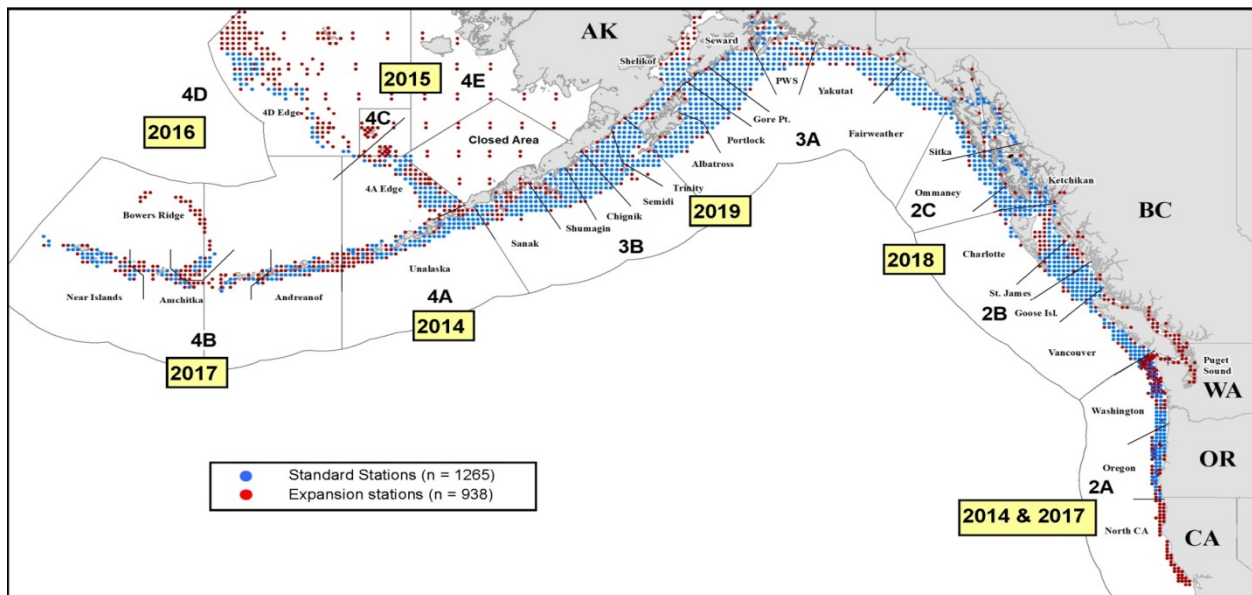 AK
Seward
Shelikof
2015
4E
4D
2016
4D Edge
4C
PWS
Yakutat
Closed Area
Gore Pt.
Portlock
3A
Fairweather
Albatross
4A Edge
Sitka
Trinity
Bowers Ridge
Semidi
2019
Ketchikan
Chignik
Ommaney
2C
BC
Shumagin
Sanak
3B
Charlotte
2018
Unalaska
St. James
Near Islands
Amchitka
Andreanof
4A
2B
Goose Isl.
2014
4B
Vancouver
2017
Puget
Sound
WA
Washington
Standard Stations (n = 1265)
Expansion stations (n = 938)
OR
Oregon
2A
2014 & 2017
North CA
CA